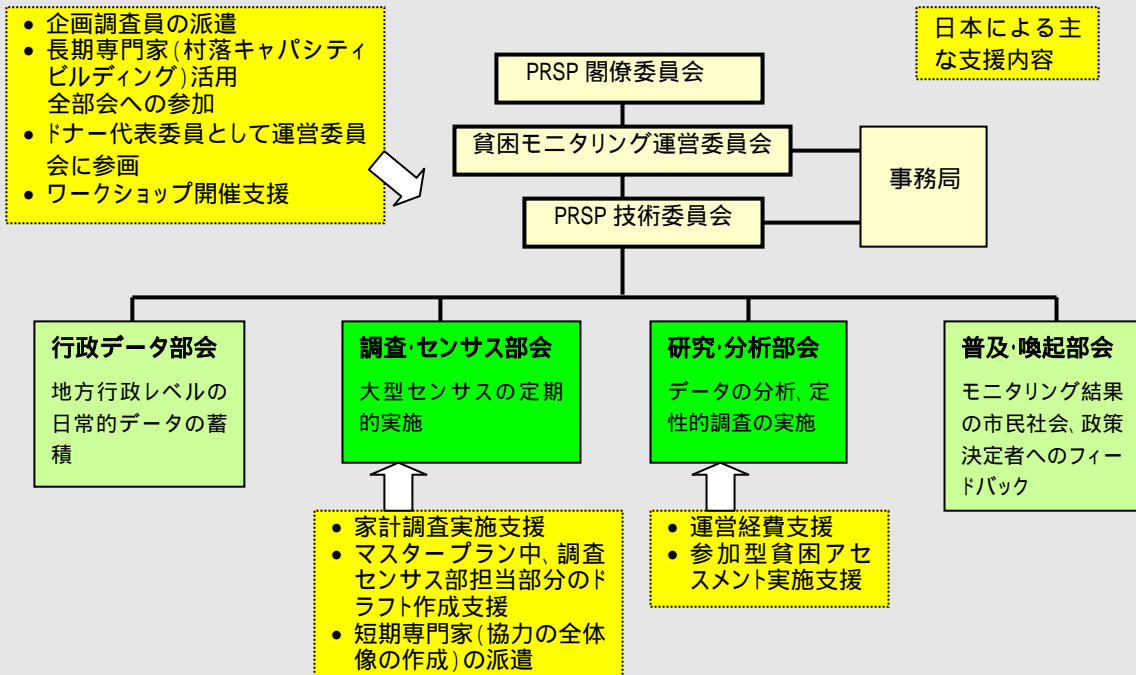 • 企画調査員の派遣
• 長期専門家(村落キャパシティ
ビルディング)活用
全部会への参加
• ドナー代表委員として運営委員
会に参画
• ワークショップ開催支援
日本による主
な支援内容
PRSP 閣僚委員会
貧困モニタリング運営委員会
PRSP 技術委員会
事務局
行政データ部会
地方行政レベルの
日常的データの蓄
積
調査・センサス部会
大型センサスの定期
的実施
研究・分析部会
データの分析、定
性的調査の実施
普及・喚起部会
モニタリング結果
の市民社会、政策
決定者へのフィー
ドバック
• 家計調査実施支援
• マスタープラン中、調査
センサス部担当部分のド
ラフト作成支援
• 短期専門家(協力の全体
像の作成)の派遣
• 運営経費支援
• 参加型貧困アセ
スメント実施支援